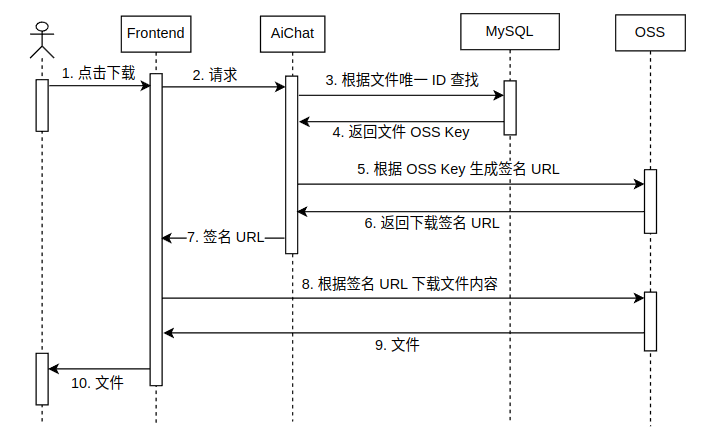 Frontend
AiChat
MySQL
OSS
1. 点击下载
2. 请求
3. 根据文件唯一 ID 查找
4. 返回文件 OSS Key
5. 根据 OSS Key 生成签名 URL
6. 返回下载签名 URL
7. 签名 URL
8. 根据签名 URL 下载文件内容
9. 文件
10. 文件